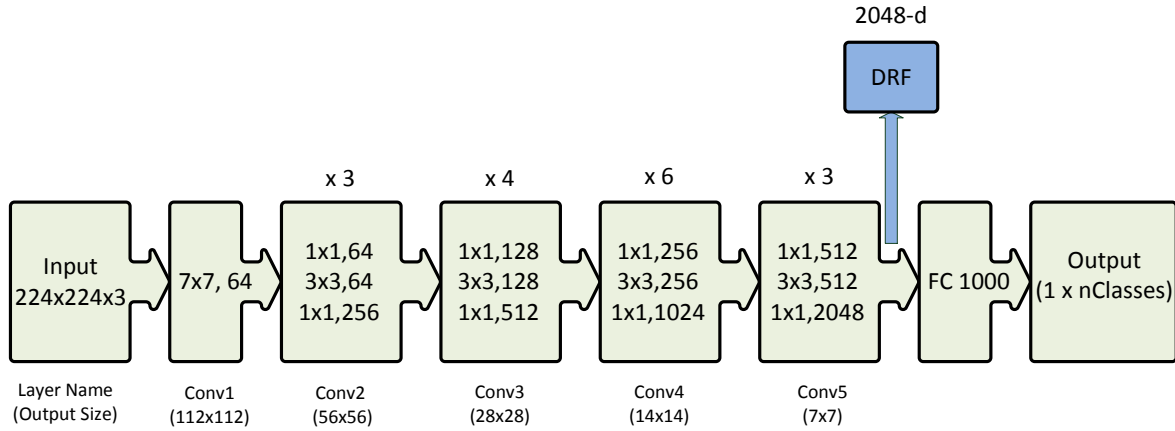 2048-d
DRF
x 3
x 4
x 6
x 3
Input
224x224x3
7x7, 64
1x1,64
3x3,64
1x1,256
1x1,128
3x3,128
1x1,512
1x1,256
3x3,256
1x1,1024
1x1,512
3x3,512
1x1,2048
FC 1000
Output
(1 x nClasses)
Layer Name
(Output Size)
Conv1
(112x112)
Conv2
(56x56)
Conv3
(28x28)
Conv4
(14x14)
Conv5
(7x7)